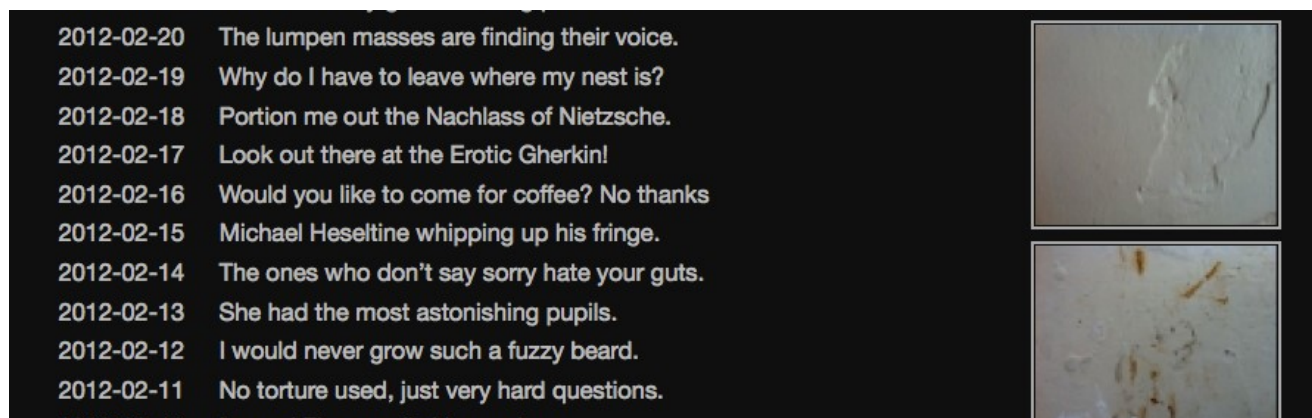 2012-02-20 The lumpen masses are finding their voice.
2012-02-19 Why do I have to leave where my nest is?
2012-02-18 Portion me out the Nachlass of Nietzsche.
2012-02-17 Look out there at the Erotic Gherkin!
2012-02-16 Would you like to come for coffee? No thanks
2012-02-15 Michael Heseltine whipping up his fringe.
2012-02-14 The ones who don’t say sorry hate your guts.
2012-02-13 She had the most astonishing pupils.
2012-02-12 I would never grow such a fuzzy beard.
2012-02-11 No torture used, just very hard questions.